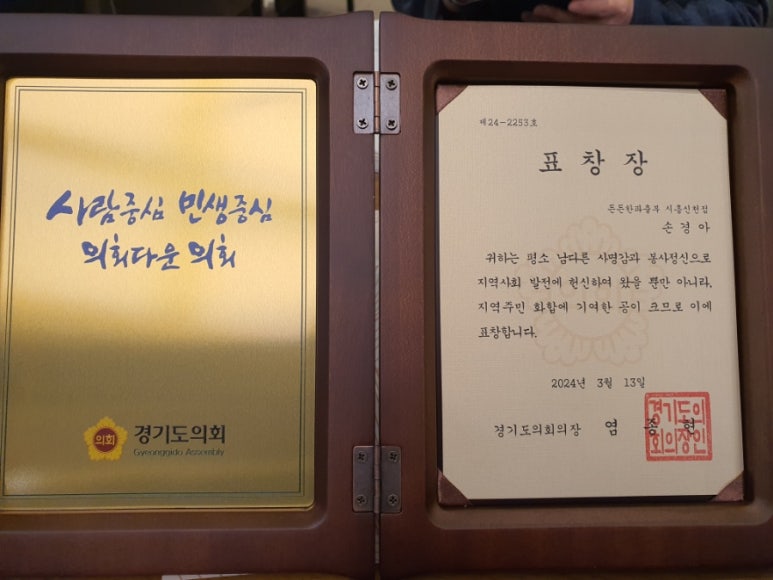 사람중심 민생중심
의회다운 의회
의회
경기도의회
Gyeonggido Assembly
제24-2253호
표 창 장
돈돈한파출부 시흥신천점
손 경 아
귀하는 평소 남다른 사명감과 봉사정신으로
지역사회 발전에 헌신하여 왔을 뿐만 아니라,
지역주민 화합에 기여한 공이 크므로 이에
표창합니다.
2024년 3월 13일
경기도의회의장 염 종 현
경기도의
회의장인